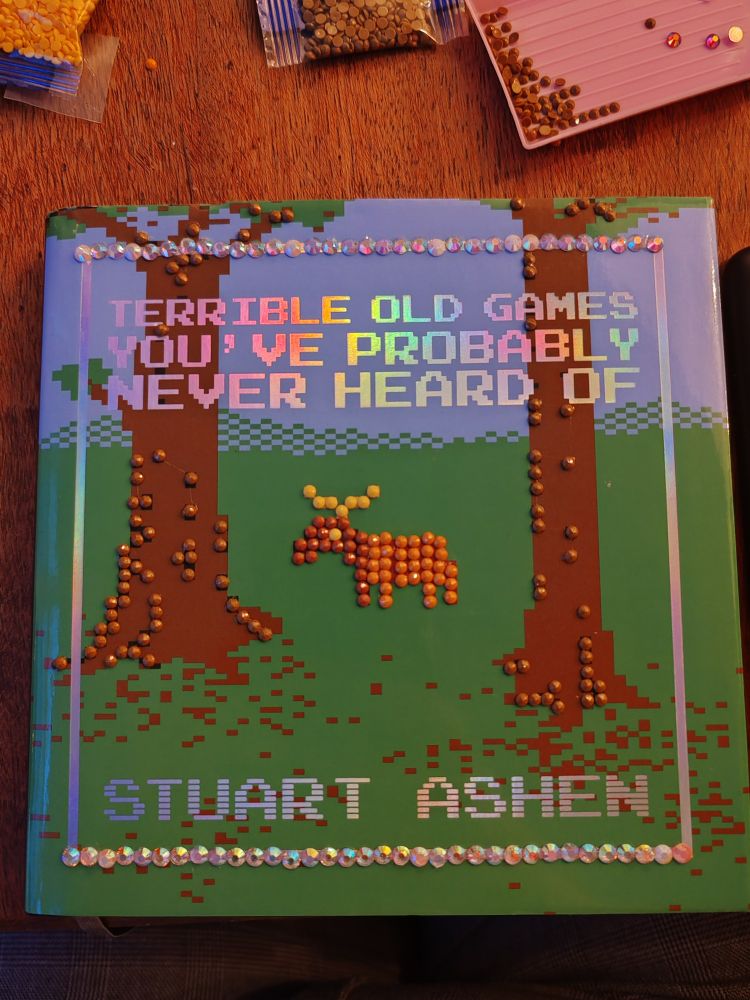 TERRIBLE OLD GAMES
YOU'VE PROBABLY
NEVER HEARD OF
STUART ASHEN